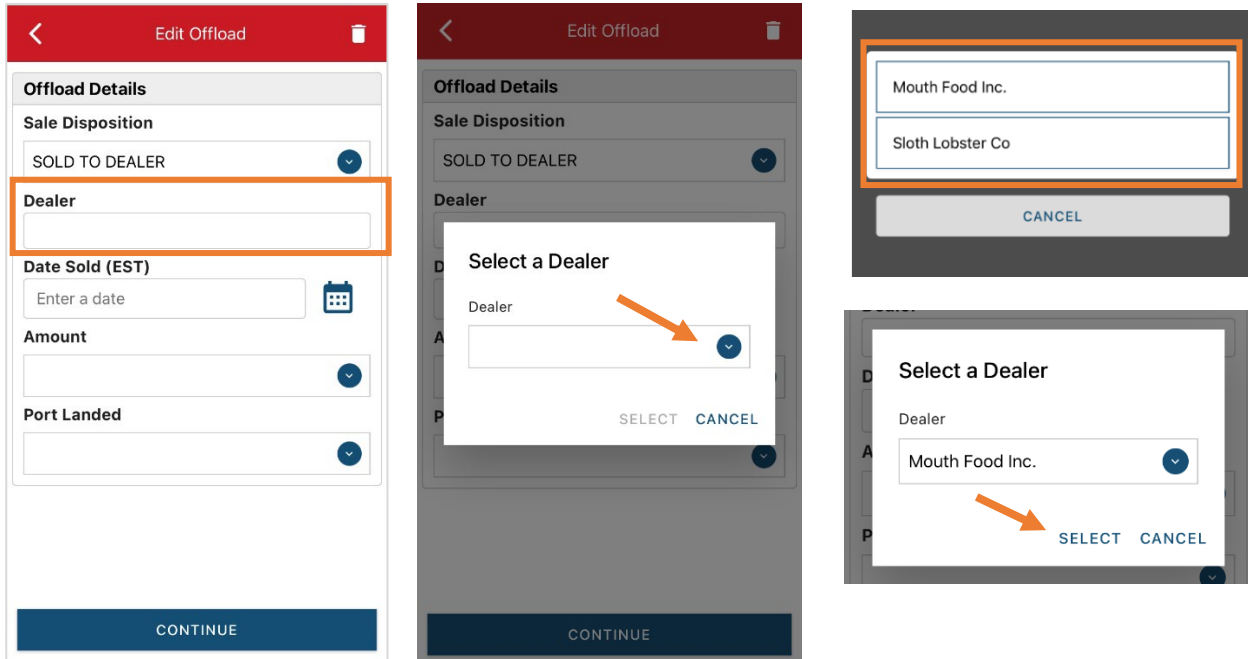 Edit Offload
Offload Details
Sale Disposition
SOLD TO DEALER
Dealer
Date Sold (EST)
Enter a date
Amount
Port Landed
CONTINUE
Edit Offload
Offload Details
Sale Disposition
SOLD TO DEALER
Dealer
D
Select a Dealer
Dealer
A
P
SELECT CANCEL
CONTINUE
Mouth Food Inc.
Sloth Lobster Co
CANCEL
D
Select a Dealer
Dealer
A
Mouth Food Inc.
P
SELECT CANCEL